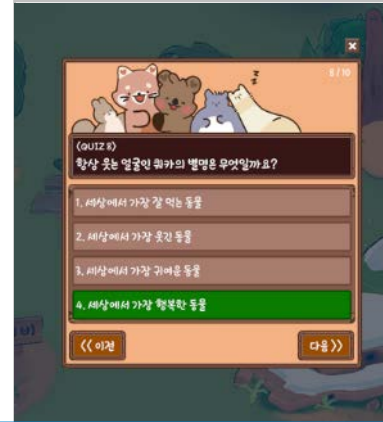 8/10
(QUIZ 8)
항상 웃는 얼굴인 쿼카의 별명은 무엇일까요?
1. 세상에서 가장 잘 먹는 동물
2. 세상에서 가장 웃긴 동물
3. 세상에서 가장 귀여운 동물
4. 세상에서 가장 행복한 동물
<< 이전
다음 >>